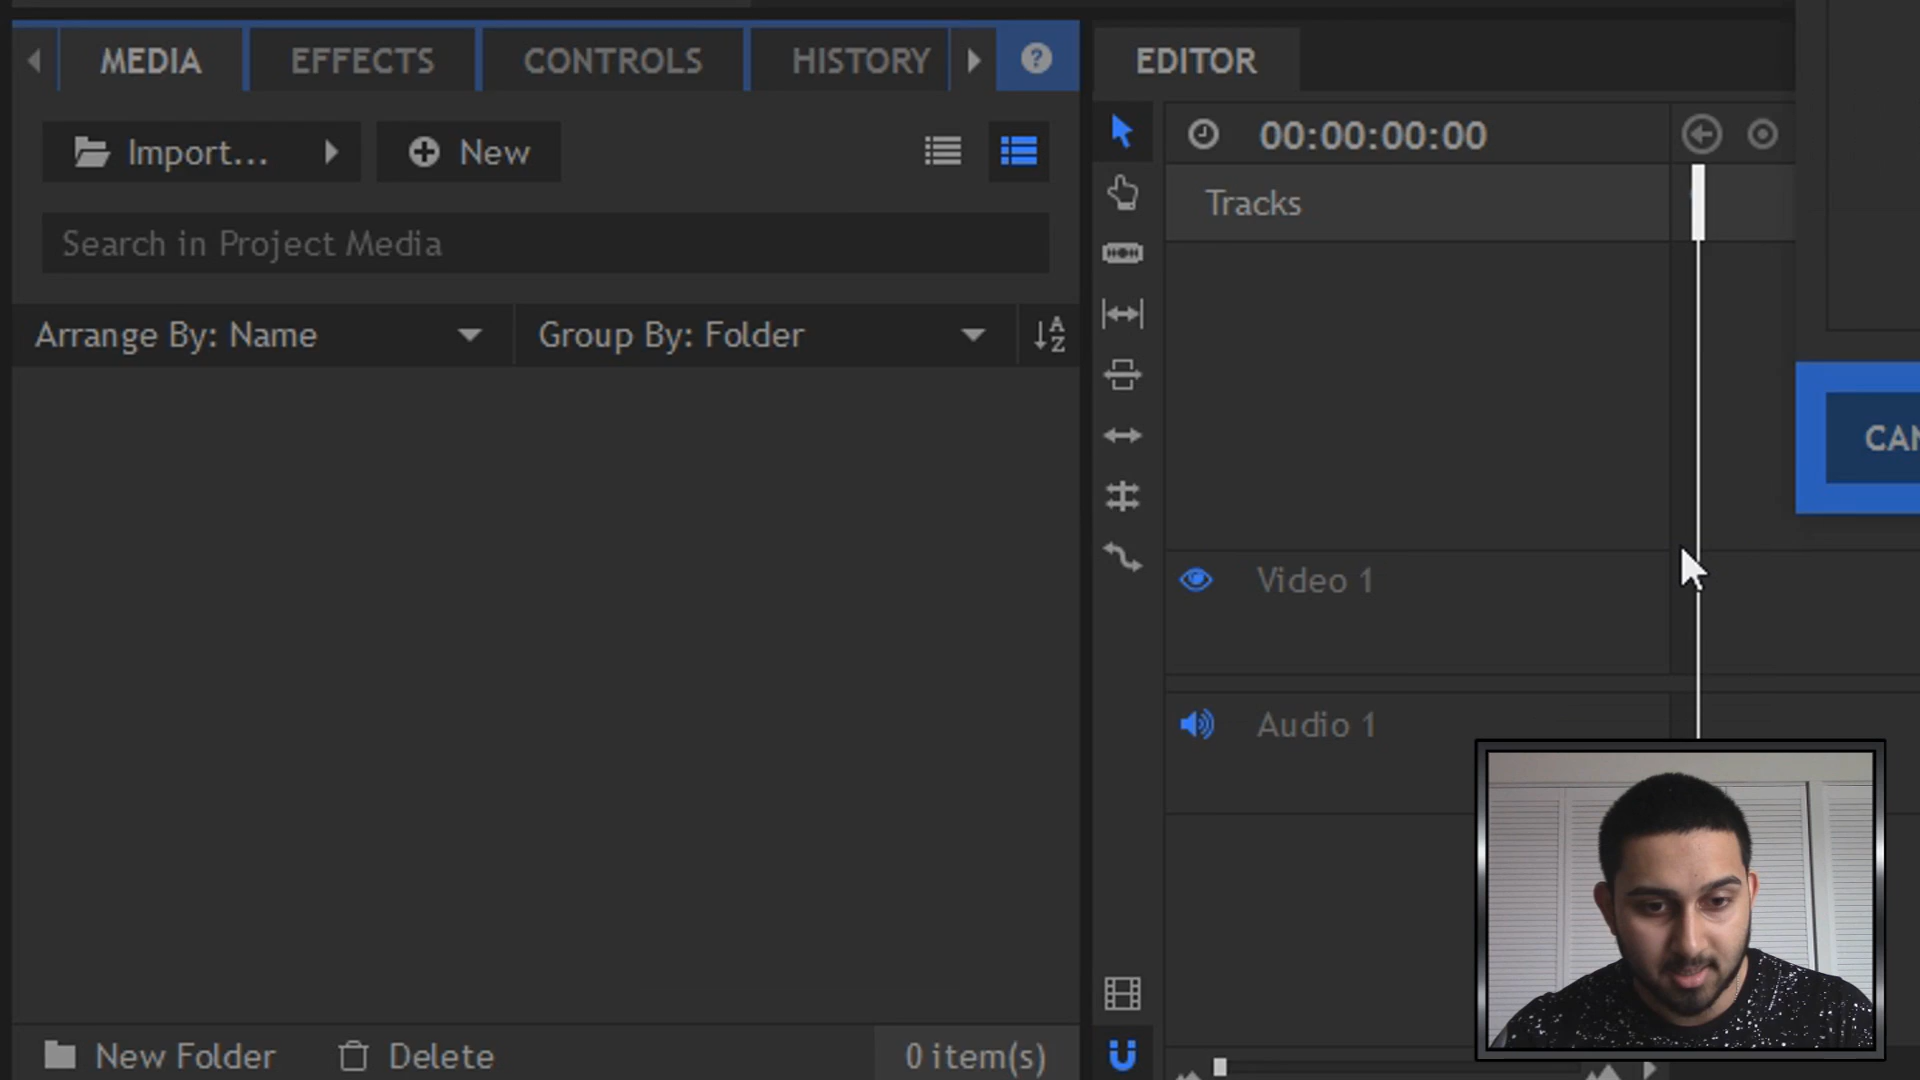 MEDIA EFFECTS CONTROLS HISTORY ? EDITOR
Import... New 00:00:00:00
Search in Project Media Tracks
Arrange By: Name Group By: Folder A Z
Video 1
Audio 1
New Folder Delete 0 item(s)